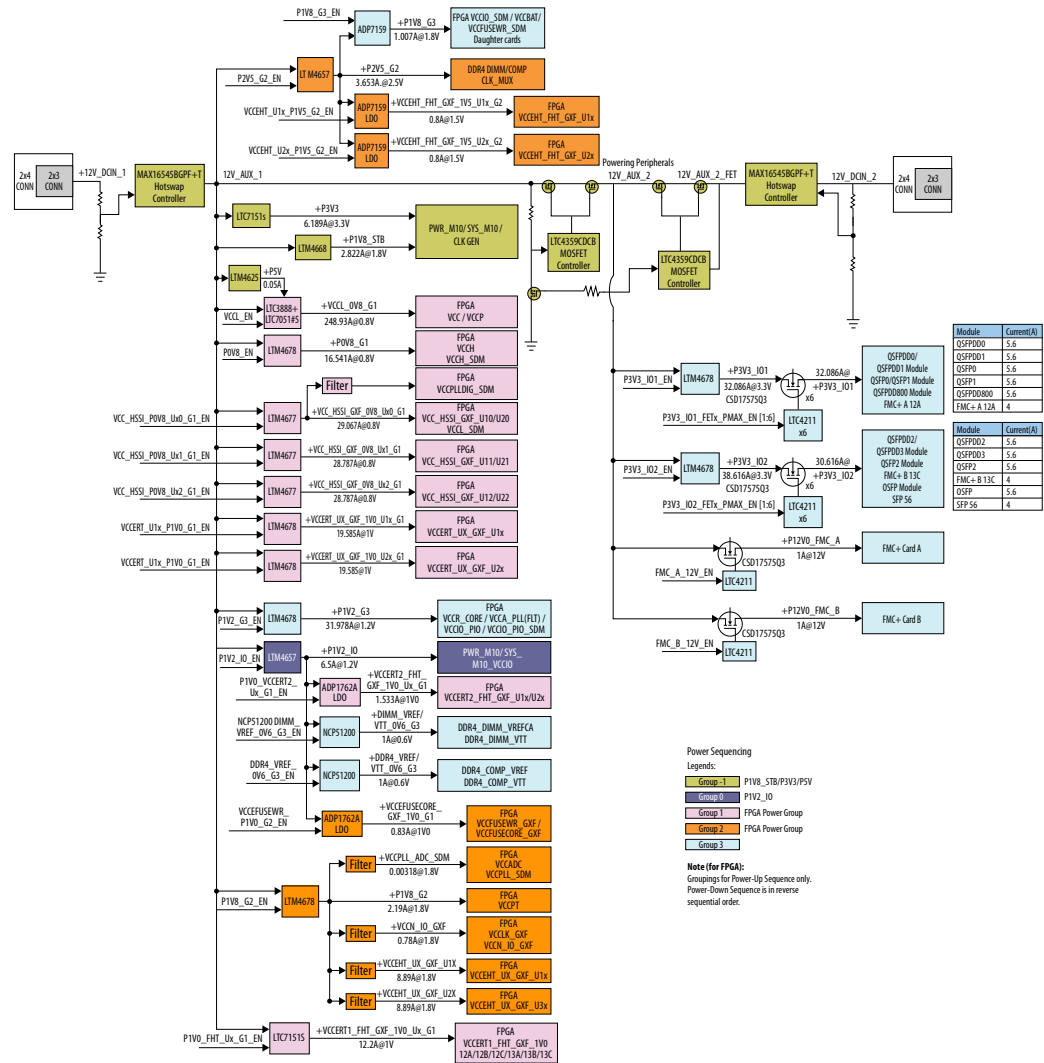 P1V8_G3_EN
ADP7159
+P1V8_G3
1.007A@1.8V
FPGA VCCIO_SDM / VCCBAT/
VCCFUSEWR_SDM
Daughter cards
P2V5_G2_EN
LT M4657
+P2V5_G2
3.653A.@2.5V
DDR4 DIMM/COMP
CLK_MUX
VCCEHT_U1x_P1V5_G2_EN
ADP7159
LDO
+VCCEHT_FHT_GXF_1V5_U1x_G2
0.8A@1.5V
FPGA
VCCEHT_FHT_GXF_U1x
VCCEHT_U2x_P1V5_G2_EN
ADP7159
LDO
+VCCEHT_FHT_GXF_1V5_U2x_G2
0.8A@1.5V
FPGA
VCCEHT_FHT_GXF_U2x
2x4
CONN
2x3
CONN
+12V_DCIN_1
MAX16545BGPF+T
Hotswap
Controller
12V_AUX_1
Powering Peripherals
12V_AUX_2
12V_AUX_2_FET
MAX16545BGPF+T
Hotswap
Controller
12V_DCIN_2
2x4
CONN
2x3
CONN
LTC7151s
+P3V3
6.189A@3.3V
LTM4668
+P1V8_STB
2.822A@1.8V
PWR_M10/ SYS_M10 /
CLK GEN
LTC4359CDCB
MOSFET
Controller
LTC4359CDCB
MOSFET
Controller
LTM4625
+P5V
0.05A
VCCL_EN
LTC3888+
LTC7051#5
+VCCL_0V8_G1
248.93A@0.8V
FPGA
VCC / VCCP
P0V8_EN
LTM4678
+P0V8_G1
16.541A@0.8V
FPGA
VCCH
VCCH_SDM
Filter
FPGA
VCCPLLDIG_SDM
VCC_HSSI_P0V8_Ux0_G1_EN
LTM4677
+VCC_HSSI_GXF_0V8_Ux0_G1
29.067A@0.8V
FPGA
VCC_HSSI_GXF_U10/U20
VCCL_SDM
VCC_HSSI_P0V8_Ux1_G1_EN
LTM4677
+VCC_HSSI_GXF_0V8_Ux1_G1
28.787A@0.8V
FPGA
VCC_HSSI_GXF_U11/U21
VCC_HSSI_P0V8_Ux2_G1_EN
LTM4677
+VCC_HSSI_GXF_0V8_Ux2_G1
28.787A@0.8V
FPGA
VCC_HSSI_GXF_U12/U22
VCCERT_U1x_P1V0_G1_EN
LTM4678
+VCCERT_UX_GXF_1V0_U1x_G1
19.585A@1V
FPGA
VCCERT_UX_GXF_U1x
VCCERT_U1x_P1V0_G1_EN
LTM4678
+VCCERT_UX_GXF_1V0_U2x_G1
19.585@1V
FPGA
VCCERT_UX_GXF_U2x
P1V2_G3_EN
LTM4678
+P1V2_G3
31.978A@1.2V
FPGA
VCCR_CORE / VCCA_PLL(FLT) /
VCCIO_PIO / VCCIO_PIO_SDM
P1V2_IO_EN
LTM4657
+P1V2_IO
6.5A@1.2V
PWR_M10/ SYS_
M10_VCCIO
P1V0_VCCERT2_
Ux_G1_EN
ADP1762A
LDO
+VCCERT2_FHT_
GXF_1V0_Ux_G1
1.533A@1V0
FPGA
VCCERT2_FHT_GXF_U1x/U2x
NCP51200 DIMM_
VREF_0V6_G3_EN
NCP51200
+DIMM_VREF/
VTT_0V6_G3
1A@0.6V
DDR4_DIMM_VREFCA
DDR4_DIMM_VTT
DDR4_VREF_
0V6_G3_EN
NCP51200
+DDR4_VREF/
VTT_0V6_G3
1A@0.6V
DDR4_COMP_VREF
DDR4_COMP_VTT
VCCEFUSEWR_
P1V0_G2_EN
ADP1762A
LDO
+VCCEFUSECORE_
GXF_1V0_G1
0.83A@1V0
FPGA
VCCFUSEWR_GXF /
VCCFUSECORE_GXF
P1V8_G2_EN
LTM4678
Filter
+VCCPLL_ADC_SDM
0.00318@1.8V
FPGA
VCCADC
VCCPLL_SDM
+P1V8_G2
2.19A@1.8V
FPGA
VCCPT
Filter
+VCCN_IO_GXF
0.78A@1.8V
FPGA
VCCLK_GXF
VCCN_IO_GXF
Filter
+VCCEHT_UX_GXF_U1X
8.89A@1.8V
FPGA
VCCEHT_UX_GXF_U1x
Filter
+VCCEHT_UX_GXF_U2X
8.89A@1.8V
FPGA
VCCEHT_UX_GXF_U3x
P1V0_FHT_Ux_G1_EN
LTC7151S
+VCCERT1_FHT_GXF_1V0_Ux_G1
12.2A@1V
FPGA
VCCERT1_FHT_GXF_1V0
12A/12B/12C/13A/13B/13C
P3V3_IO1_EN
LTM4678
+P3V3_IO1
32.086A@3.3V
CSD17575Q3
x6
32.086A@
+P3V3_IO1
P3V3_IO1_FETx_PMAX_EN [1:6]
LTC4211
x6
QSFPDD0/
QSFPDD1 Module
QSFP0/QSFP1 Module
QSFPDD800 Module
FMC+ A 12A
Module Current(A)
QSFPDD0 5.6
QSFPDD1 5.6
QSFP0 5.6
QSFP1 5.6
QSFPDD800 5.6
FMC+ A 12A 4
P3V3_IO2_EN
LTM4678
+P3V3_IO2
38.616A@3.3V
CSD17575Q3
x6
30.616A@
+P3V3_IO2
P3V3_IO2_FETx_PMAX_EN [1:6]
LTC4211
x6
QSFPDD2/
QSFPDD3 Module
QSFP2 Module
FMC+ B 13C
OSFP Module
SFP 56
Module Current(A)
QSFPDD2 5.6
QSFPDD3 5.6
QSFP2 5.6
FMC+ B 13C 4
OSFP 5.6
SFP 56 4
+P12V0_FMC_A
1A@12V
CSD17575Q3
FMC_A_12V_EN
LTC4211
FMC+ Card A
+P12V0_FMC_B
1A@12V
CSD17575Q3
FMC_B_12V_EN
LTC4211
FMC+ Card B
Power Sequencing
Legends:
Group -1 P1V8_STB/P3V3/P5V
Group 0 P1V2_IO
Group 1 FPGA Power Group
Group 2 FPGA Power Group
Group 3
Note (for FPGA):
Groupings for Power-Up Sequence only.
Power-Down Sequence is in reverse
sequential order.